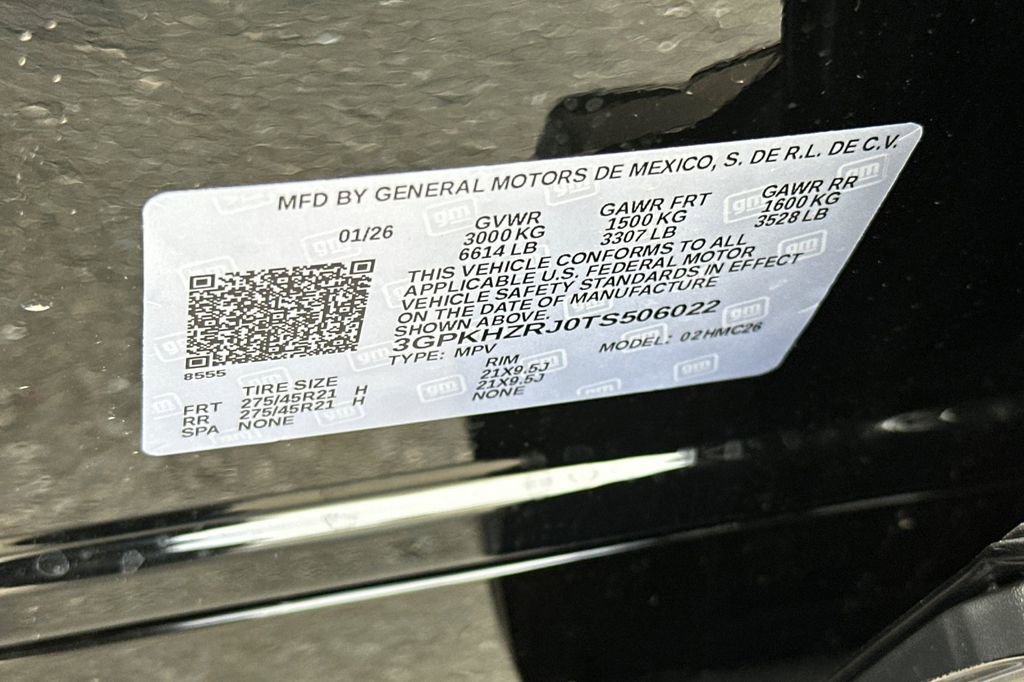 MFD BY GENERAL MOTORS DE MEXICO, S. DE R.L. DE C.V.
01/26
GVWR
3000 KG
6614 LB
GAWR FRT
1500 KG
3307 LB
GAWR RR
1600 KG
3528 LB
THIS VEHICLE CONFORMS TO ALL
APPLICABLE U.S. FEDERAL MOTOR
VEHICLE SAFETY STANDARDS IN EFFECT
ON THE DATE OF MANUFACTURE
SHOWN ABOVE.
3GPKHZRJ0TS506022
TYPE: MPV
MODEL: 02HMC26
8555
TIRE SIZE
RIM
FRT 275/45R21 H 21X9.5J
RR 275/45R21 H 21X9.5J
SPA NONE NONE